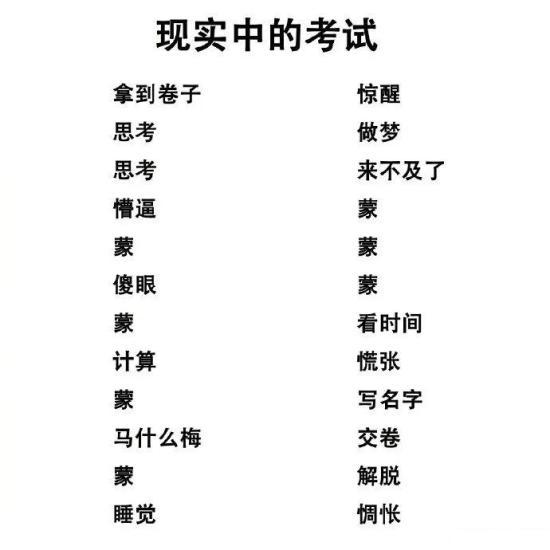 现实中的考试
拿到卷子
思考
思考
懵逼
蒙
傻眼
蒙
计算
蒙
马什么梅
蒙
睡觉
惊醒
做梦
来不及了
蒙
蒙
蒙
看时间
慌张
写名字
交卷
解脱
惆怅